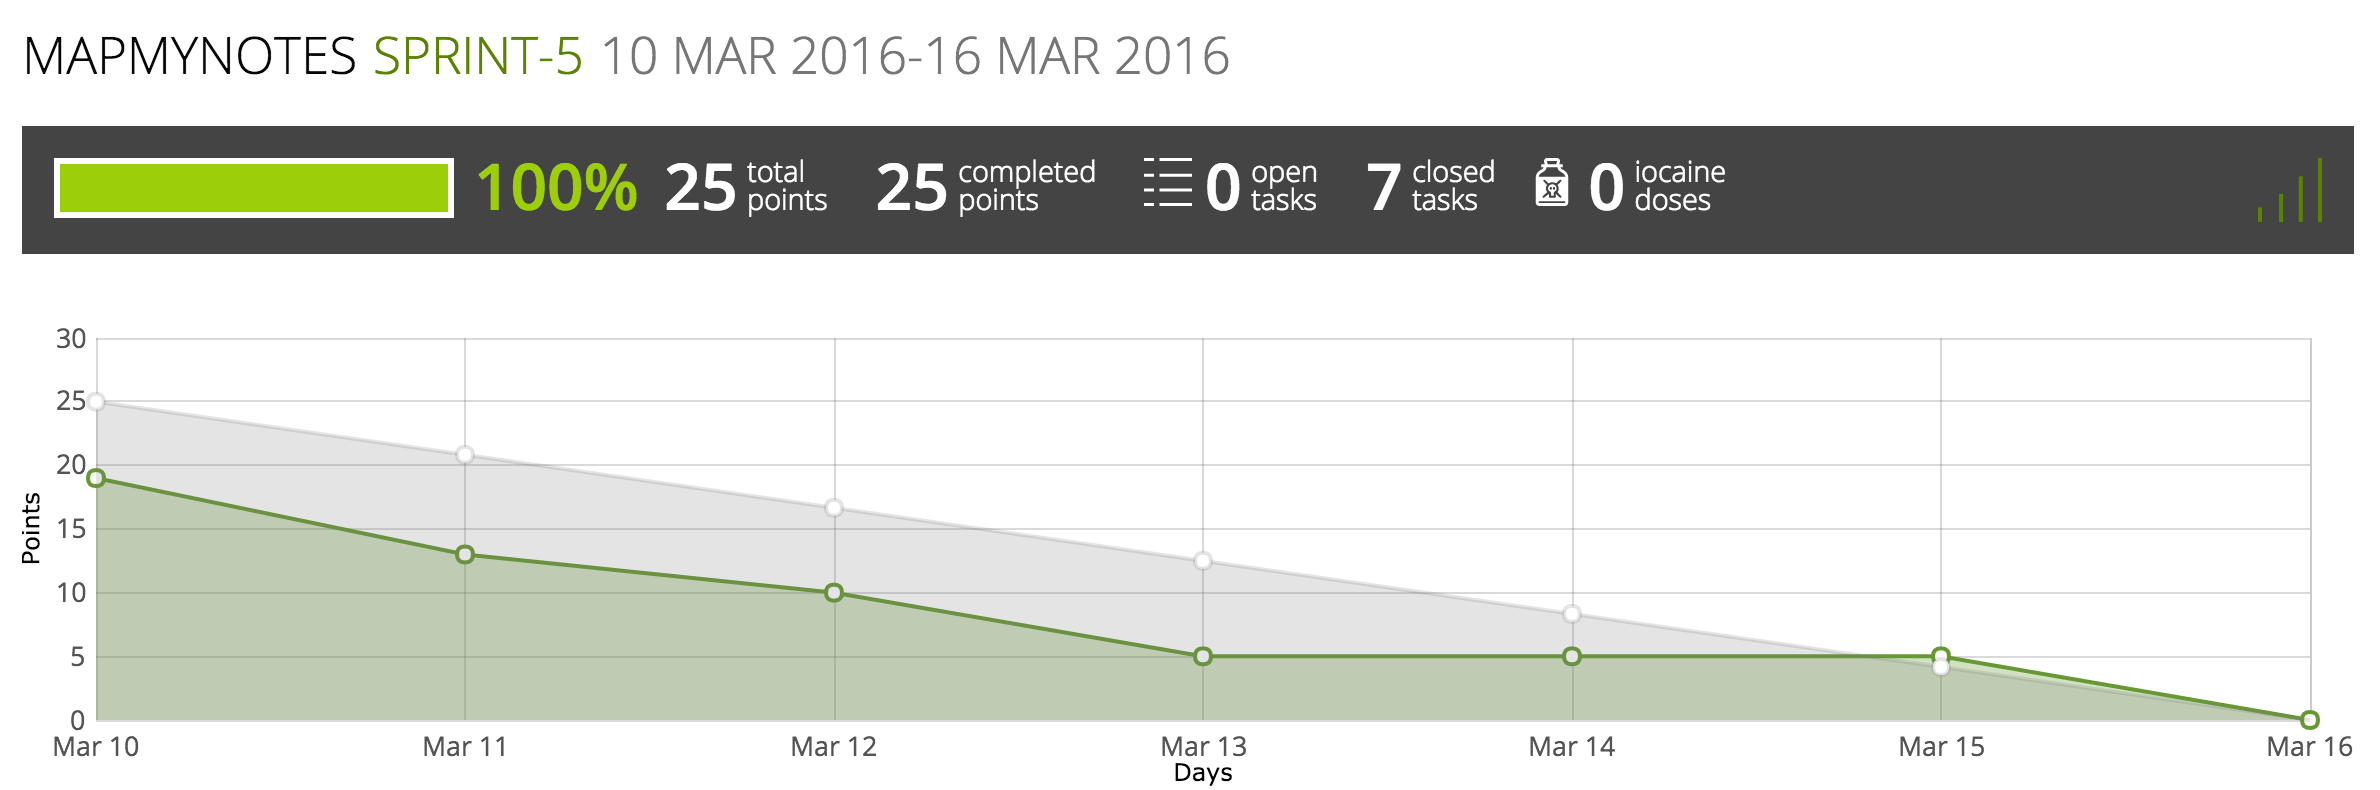 MAPMYNOTES SPRINT-5 10 MAR 2016-16 MAR 2016
100% 25 total points 25 completed points 0 open tasks 7 closed tasks 0 iocaine doses
30
25
20
15
10
5
0
Points
Mar 10 Mar 11 Mar 12 Mar 13 Mar 14 Mar 15 Mar 16
Days